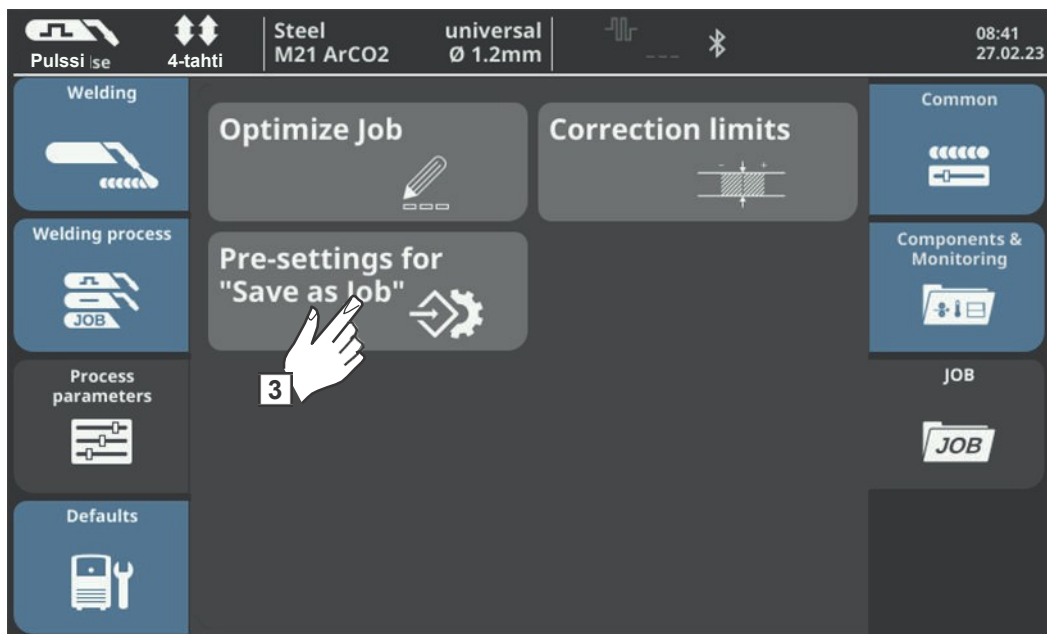 Pulssi lse
4-tahti
Steel universal
M21 ArCO2 Ø 1.2mm
---
08:41
27.02.23
Welding
Welding process
JOB
Process
parameters
Defaults
Optimize Job
Correction limits
- +
Pre-settings for
"Save as Job"
3
Common
Components &
Monitoring
JOB
JOB